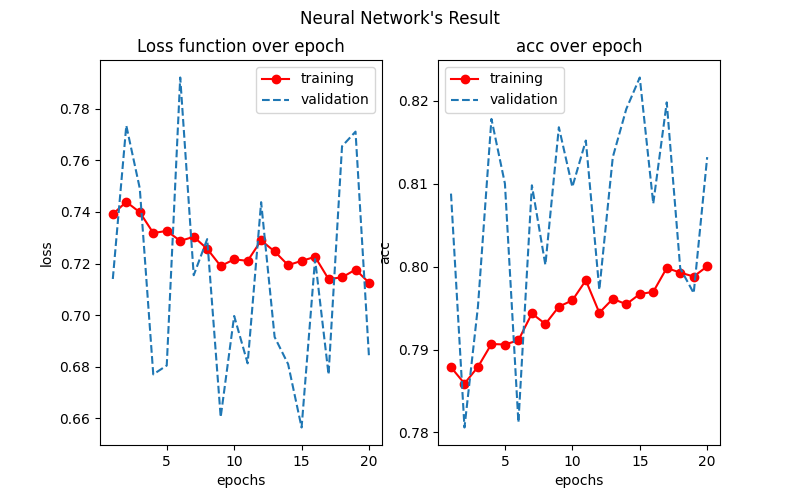 Neural Network's Result
Loss function over epoch
training
validation
loss
0.78
0.76
0.74
0.72
0.70
0.68
0.66
5
10
15
20
epochs
acc over epoch
training
validation
acc
0.82
0.81
0.80
0.79
0.78
5
10
15
20
epochs